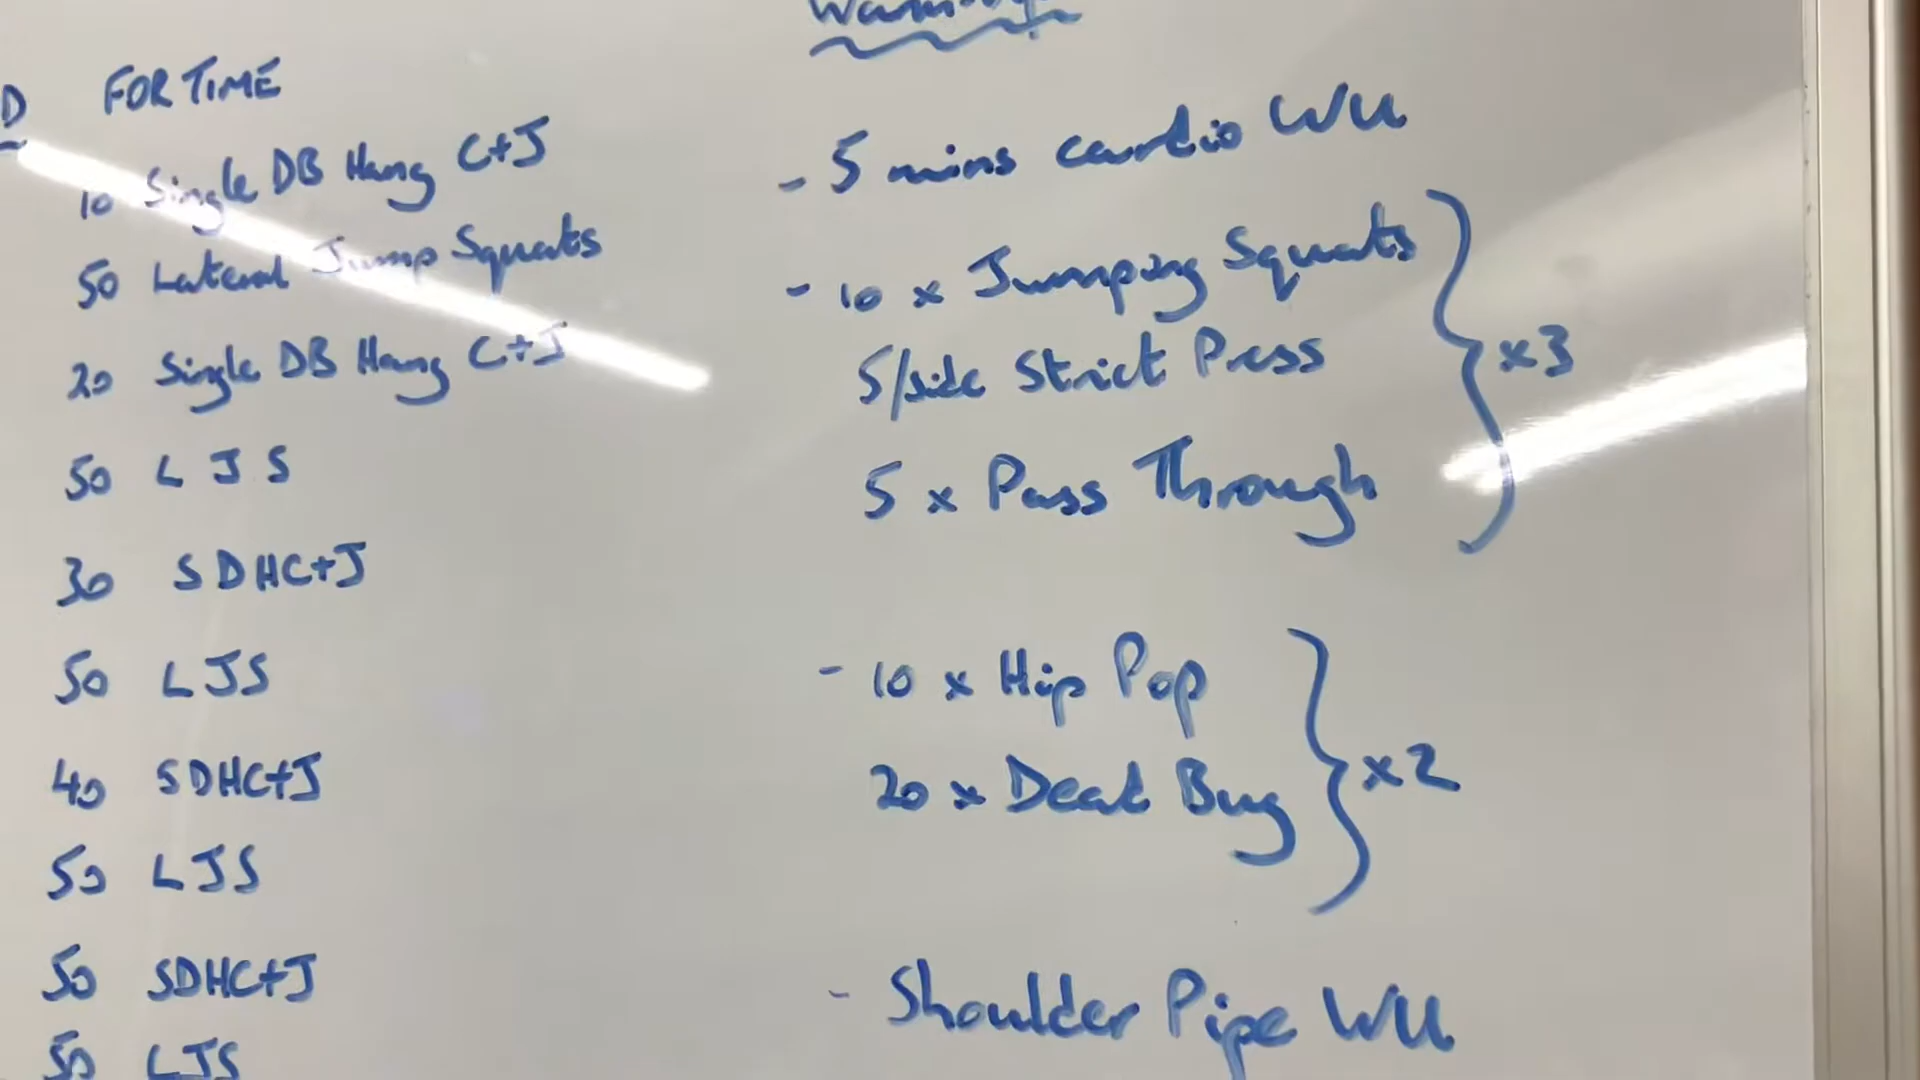 D FOR TIME
10 Single DB Hang C+J
50 Lateral Jump Squats
20 Single DB Hang C+J
50 L J S
30 SDHC+J
50 LJS
40 SDHC+J
50 LJS
50 SDHC+J
50 LJS
- 5 mins cardio WU
- 10 x Jumping Squats
5/side Strict Press
5 x Pass Through
x3
- 10 x Hip Pop
20 x Dead Bug
x2
- Shoulder Pipe WU